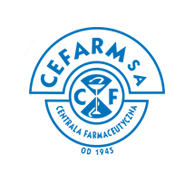 CEFARM SA
C F
CENTRALA FARMACEUTYCZNA
OD 1945